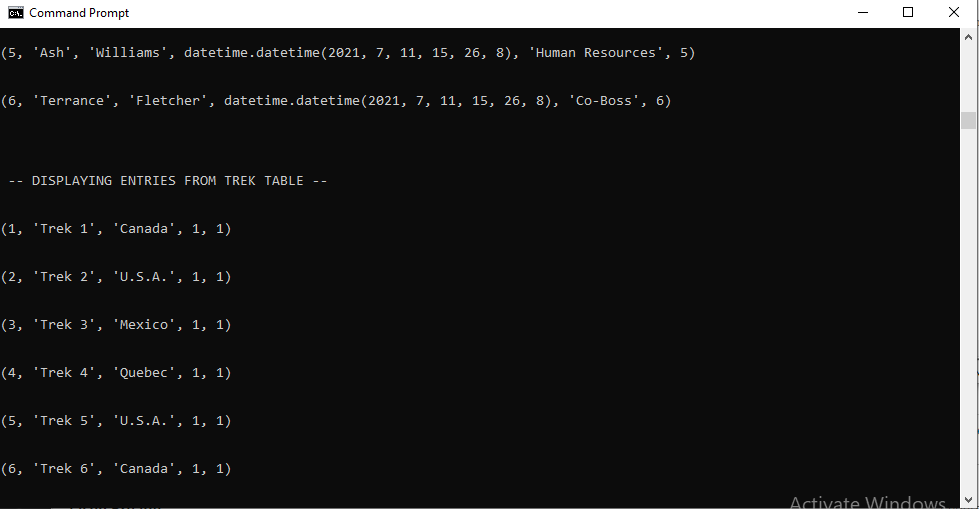 Command Prompt
(5, 'Ash', 'Williams', datetime.datetime(2021, 7, 11, 15, 26, 8), 'Human Resources', 5)
(6, 'Terrance', 'Fletcher', datetime.datetime(2021, 7, 11, 15, 26, 8), 'Co-Boss', 6)
-- DISPLAYING ENTRIES FROM TREK TABLE --
(1, 'Trek 1', 'Canada', 1, 1)
(2, 'Trek 2', 'U.S.A.', 1, 1)
(3, 'Trek 3', 'Mexico', 1, 1)
(4, 'Trek 4', 'Quebec', 1, 1)
(5, 'Trek 5', 'U.S.A.', 1, 1)
(6, 'Trek 6', 'Canada', 1, 1)
Activate Windows